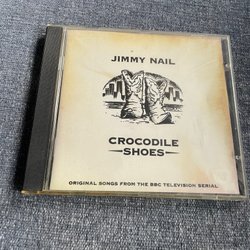 JIMMY NAIL
CROCODILE
SHOES
ORIGINAL SONGS FROM THE BBC TELEVISION SERIAL